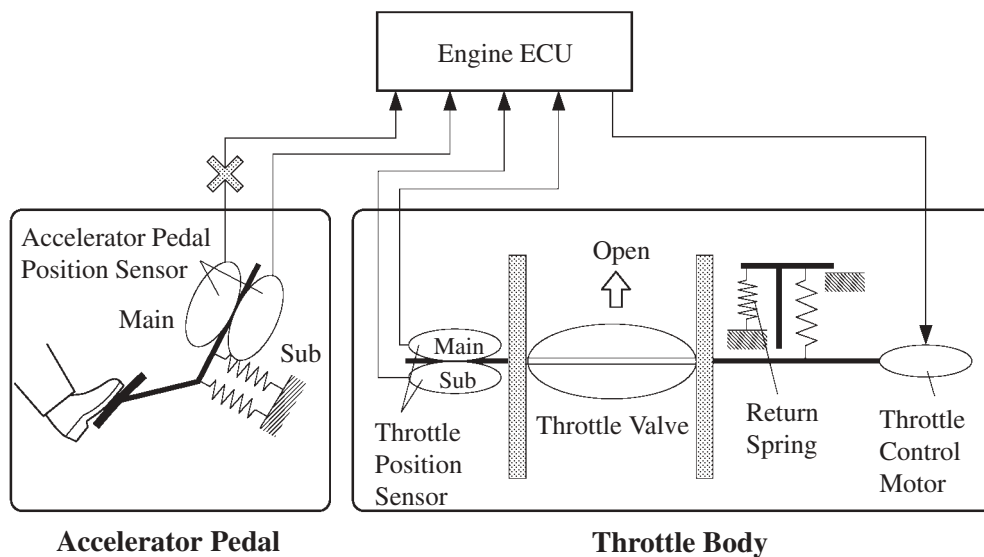 Engine ECU
Accelerator Pedal
Position Sensor
Main
Sub
Open
Main
Sub
Throttle
Position
Sensor
Throttle Valve
Return
Spring
Throttle
Control
Motor
Accelerator Pedal
Throttle Body